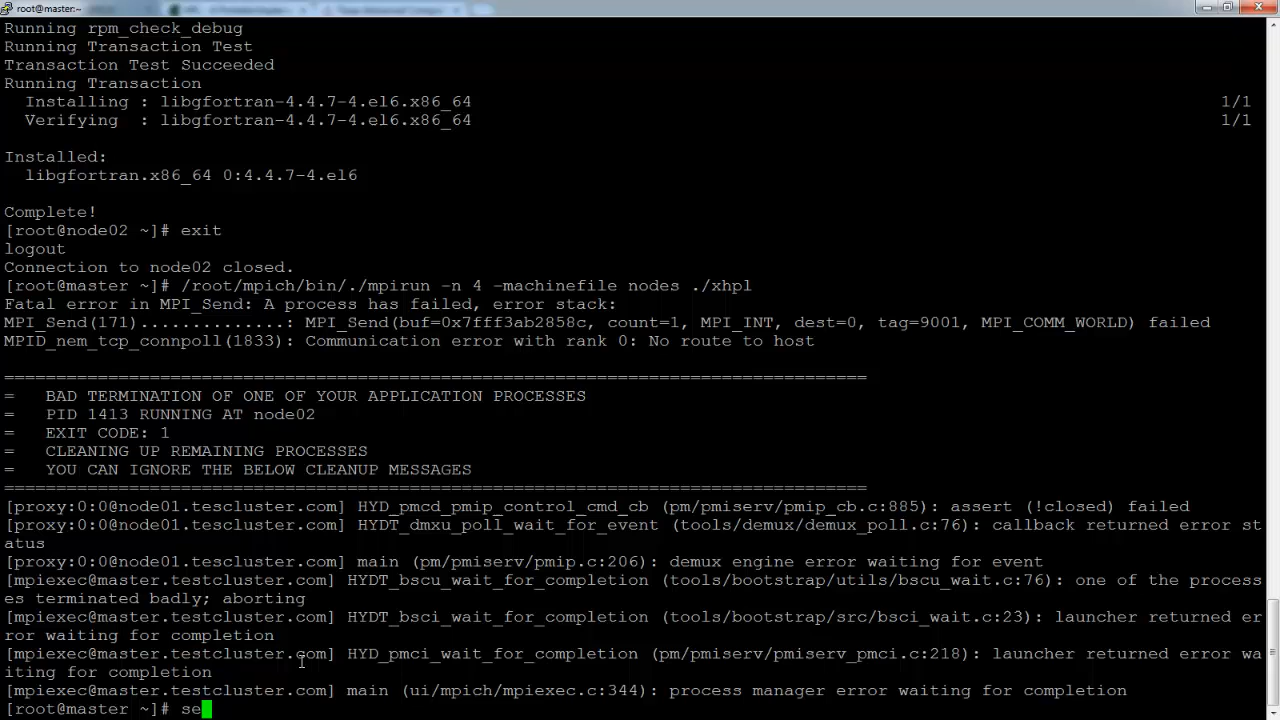 root@master:~
Running rpm_check_debug
Running Transaction Test
Transaction Test Succeeded
Running Transaction
  Installing : libgfortran-4.4.7-4.el6.x86_64 1/1
  Verifying  : libgfortran-4.4.7-4.el6.x86_64 1/1
Installed:
  libgfortran.x86_64 0:4.4.7-4.el6
Complete!
[root@node02 ~]# exit
logout
Connection to node02 closed.
[root@master ~]# /root/mpich/bin/./mpirun -n 4 -machinefile nodes ./xhpl
Fatal error in MPI_Send: A process has failed, error stack:
MPI_Send(171)..............: MPI_Send(buf=0x7fff3ab2858c, count=1, MPI_INT, dest=0, tag=9001, MPI_COMM_WORLD) failed
MPID_nem_tcp_connpoll(1833): Communication error with rank 0: No route to host
===================================================================================
=   BAD TERMINATION OF ONE OF YOUR APPLICATION PROCESSES
=   PID 1413 RUNNING AT node02
=   EXIT CODE: 1
=   CLEANING UP REMAINING PROCESSES
=   YOU CAN IGNORE THE BELOW CLEANUP MESSAGES
===================================================================================
[proxy:0:0@node01.tescluster.com] HYD_pmcd_pmip_control_cmd_cb (pm/pmiserv/pmip_cb.c:885): assert (!closed) failed
[proxy:0:0@node01.tescluster.com] HYDT_dmxu_poll_wait_for_event (tools/demux/demux_poll.c:76): callback returned error st
atus
[proxy:0:0@node01.tescluster.com] main (pm/pmiserv/pmip.c:206): demux engine error waiting for event
[mpiexec@master.testcluster.com] HYDT_bscu_wait_for_completion (tools/bootstrap/utils/bscu_wait.c:76): one of the process
es terminated badly; aborting
[mpiexec@master.testcluster.com] HYDT_bsci_wait_for_completion (tools/bootstrap/src/bsci_wait.c:23): launcher returned er
ror waiting for completion
[mpiexec@master.testcluster.com] HYD_pmci_wait_for_completion (pm/pmiserv/pmiserv_pmci.c:218): launcher returned error wa
iting for completion
[mpiexec@master.testcluster.com] main (ui/mpich/mpiexec.c:344): process manager error waiting for completion
[root@master ~]# se